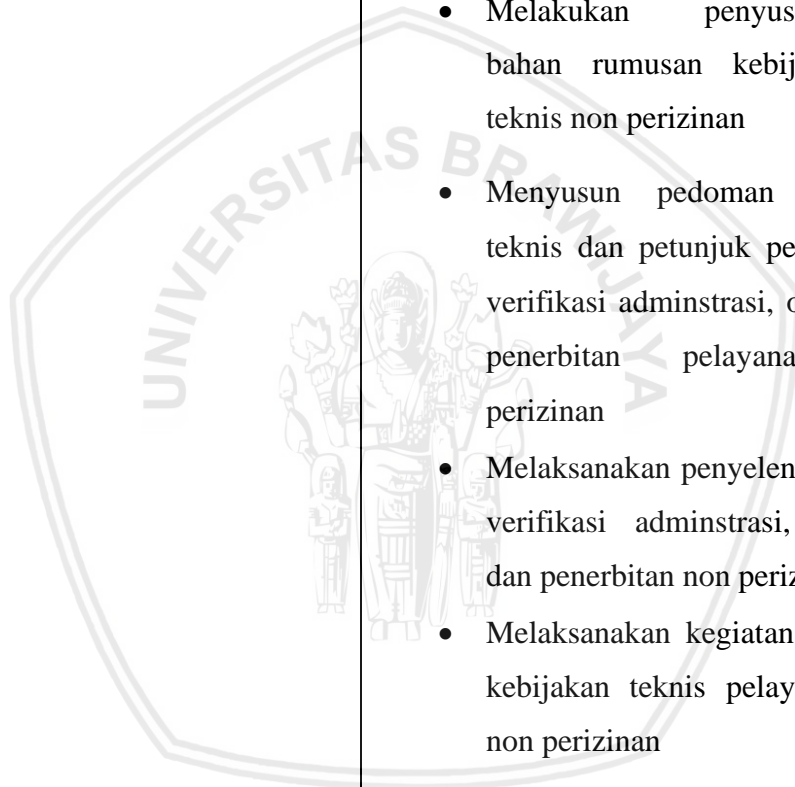 • Melakukan penyus
bahan rumusan kebij
teknis non perizinan
• Menyusun pedoman
teknis dan petunjuk pe
verifikasi adminstrasi,
penerbitan pelayana
perizinan
• Melaksanakan penyelen
verifikasi adminstrasi,
dan penerbitan non periz
• Melaksanakan kegiatan
kebijakan teknis pelay
non perizinan
UNIVERSITAS BRAWIJAYA